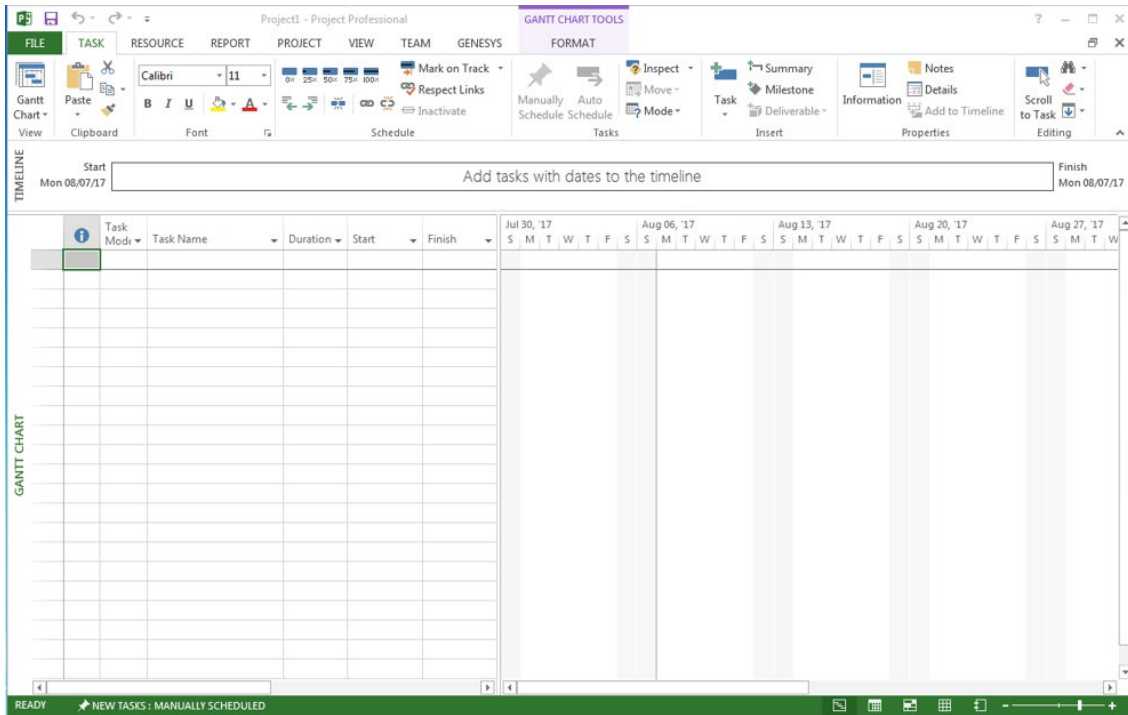 Project1 - Project Professional
GANTT CHART TOOLS
FILE TASK RESOURCE REPORT PROJECT VIEW TEAM GENESYS FORMAT
Gantt Chart
View
Paste
Clipboard
Calibri 11
B I U A
Font
0% 25% 50% 75% 100%
Mark on Track
Respect Links
Inactivate
Schedule
Manually Schedule
Auto Schedule
Inspect
Move
Mode
Tasks
Task
Summary
Milestone
Deliverable
Insert
Information
Notes
Details
Add to Timeline
Properties
Scroll to Task
Editing
TIMELINE
Start
Mon 08/07/17
Add tasks with dates to the timeline
Finish
Mon 08/07/17
Task Mode Task Name Duration Start Finish
Jul 30, '17 Aug 06, '17 Aug 13, '17 Aug 20, '17 Aug 27, '17
S M T W T F S S M T W T F S S M T W T F S S M T W T F S S M T W
GANTT CHART
READY NEW TASKS : MANUALLY SCHEDULED